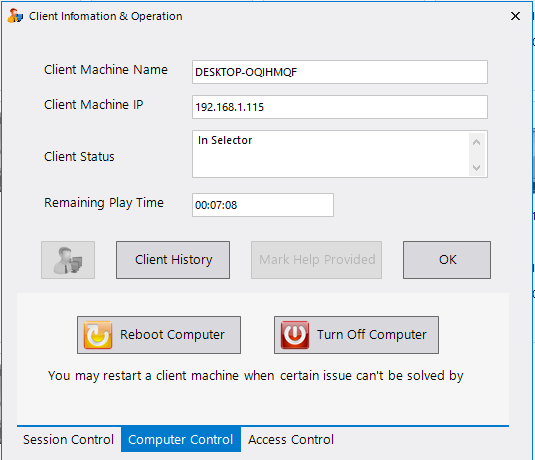 Client Infomation & Operation
Client Machine Name
DESKTOP-OQIHMQF
Client Machine IP
192.168.1.115
Client Status
In Selector
Remaining Play Time
00:07:08
Client History
Mark Help Provided
OK
Reboot Computer
Turn Off Computer
You may restart a client machine when certain issue can't be solved by
Session Control
Computer Control
Access Control